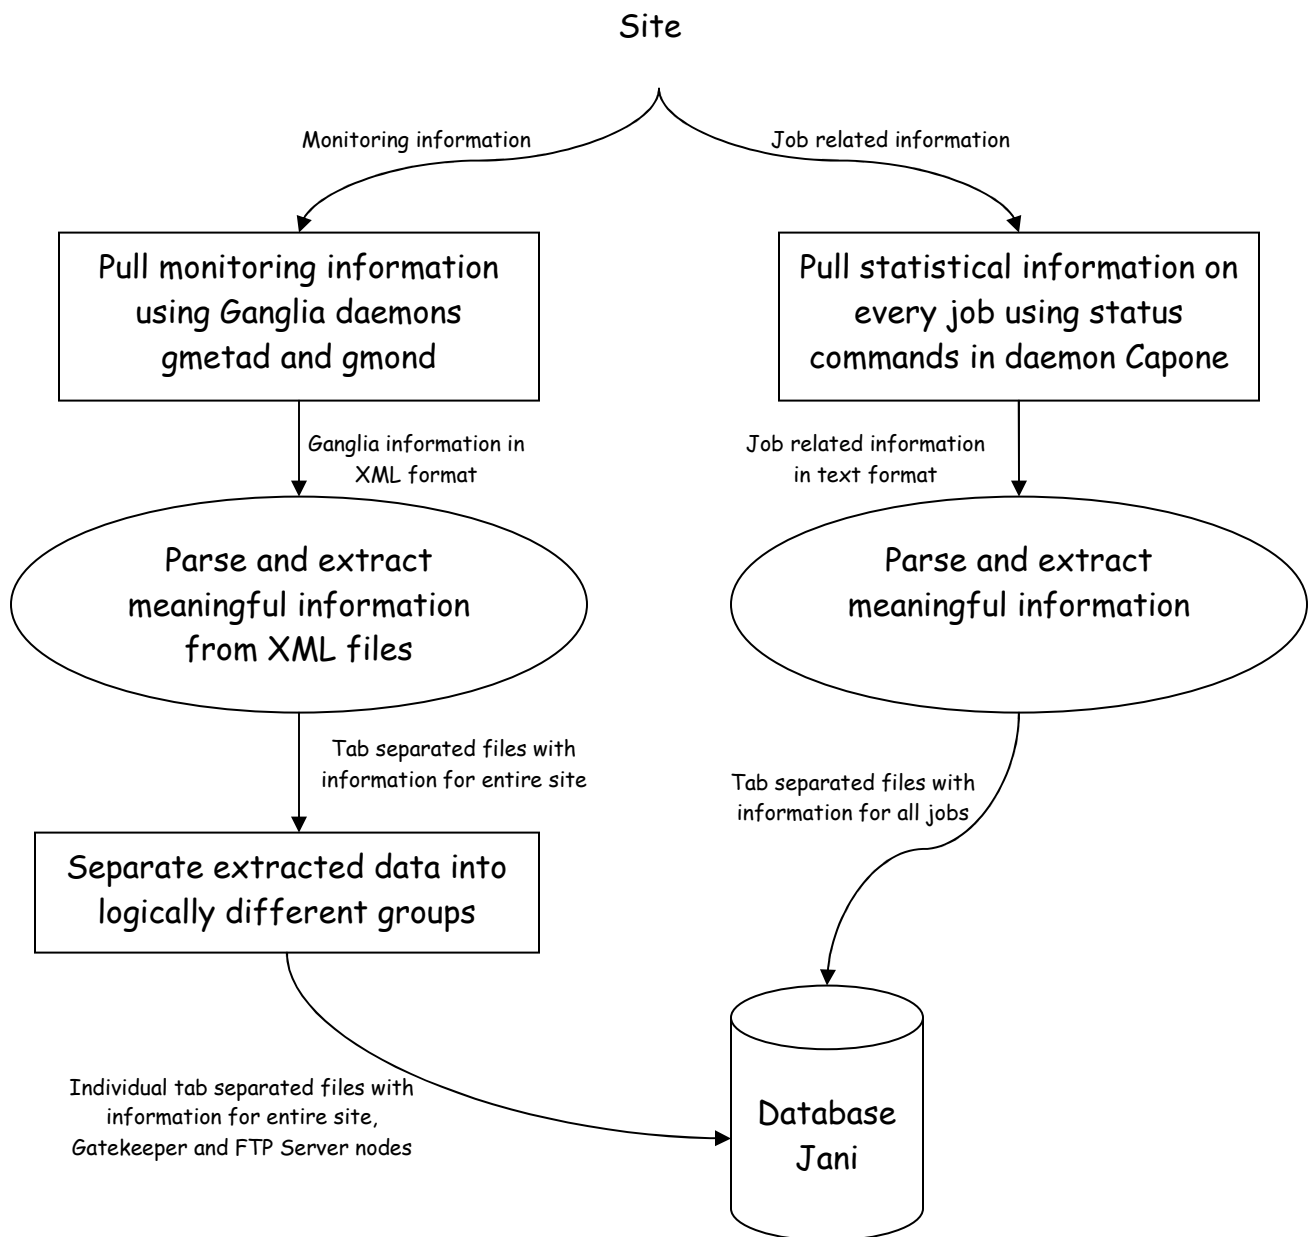 Site
Monitoring information
Job related information
Pull monitoring information
using Ganglia daemons
gmetad and gmond
Pull statistical information on
every job using status
commands in daemon Capone
Ganglia information in
XML format
Job related information
in text format
Parse and extract
meaningful information
from XML files
Parse and extract
meaningful information
Tab separated files with
information for entire site
Tab separated files with
information for all jobs
Separate extracted data into
logically different groups
Individual tab separated files with
information for entire site,
Gatekeeper and FTP Server nodes
Database
Jani